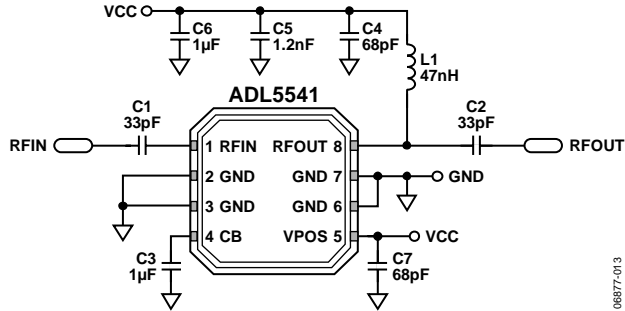 VCC
C6
1µF
C5
1.2nF
C4
68pF
L1
47nH
ADL5541
C1
33pF
C2
33pF
RFIN
1 RFIN
RFOUT 8
RFOUT
2 GND
GND 7
GND
3 GND
GND 6
4 CB
VPOS 5
VCC
C3
1µF
C7
68pF
06877-013